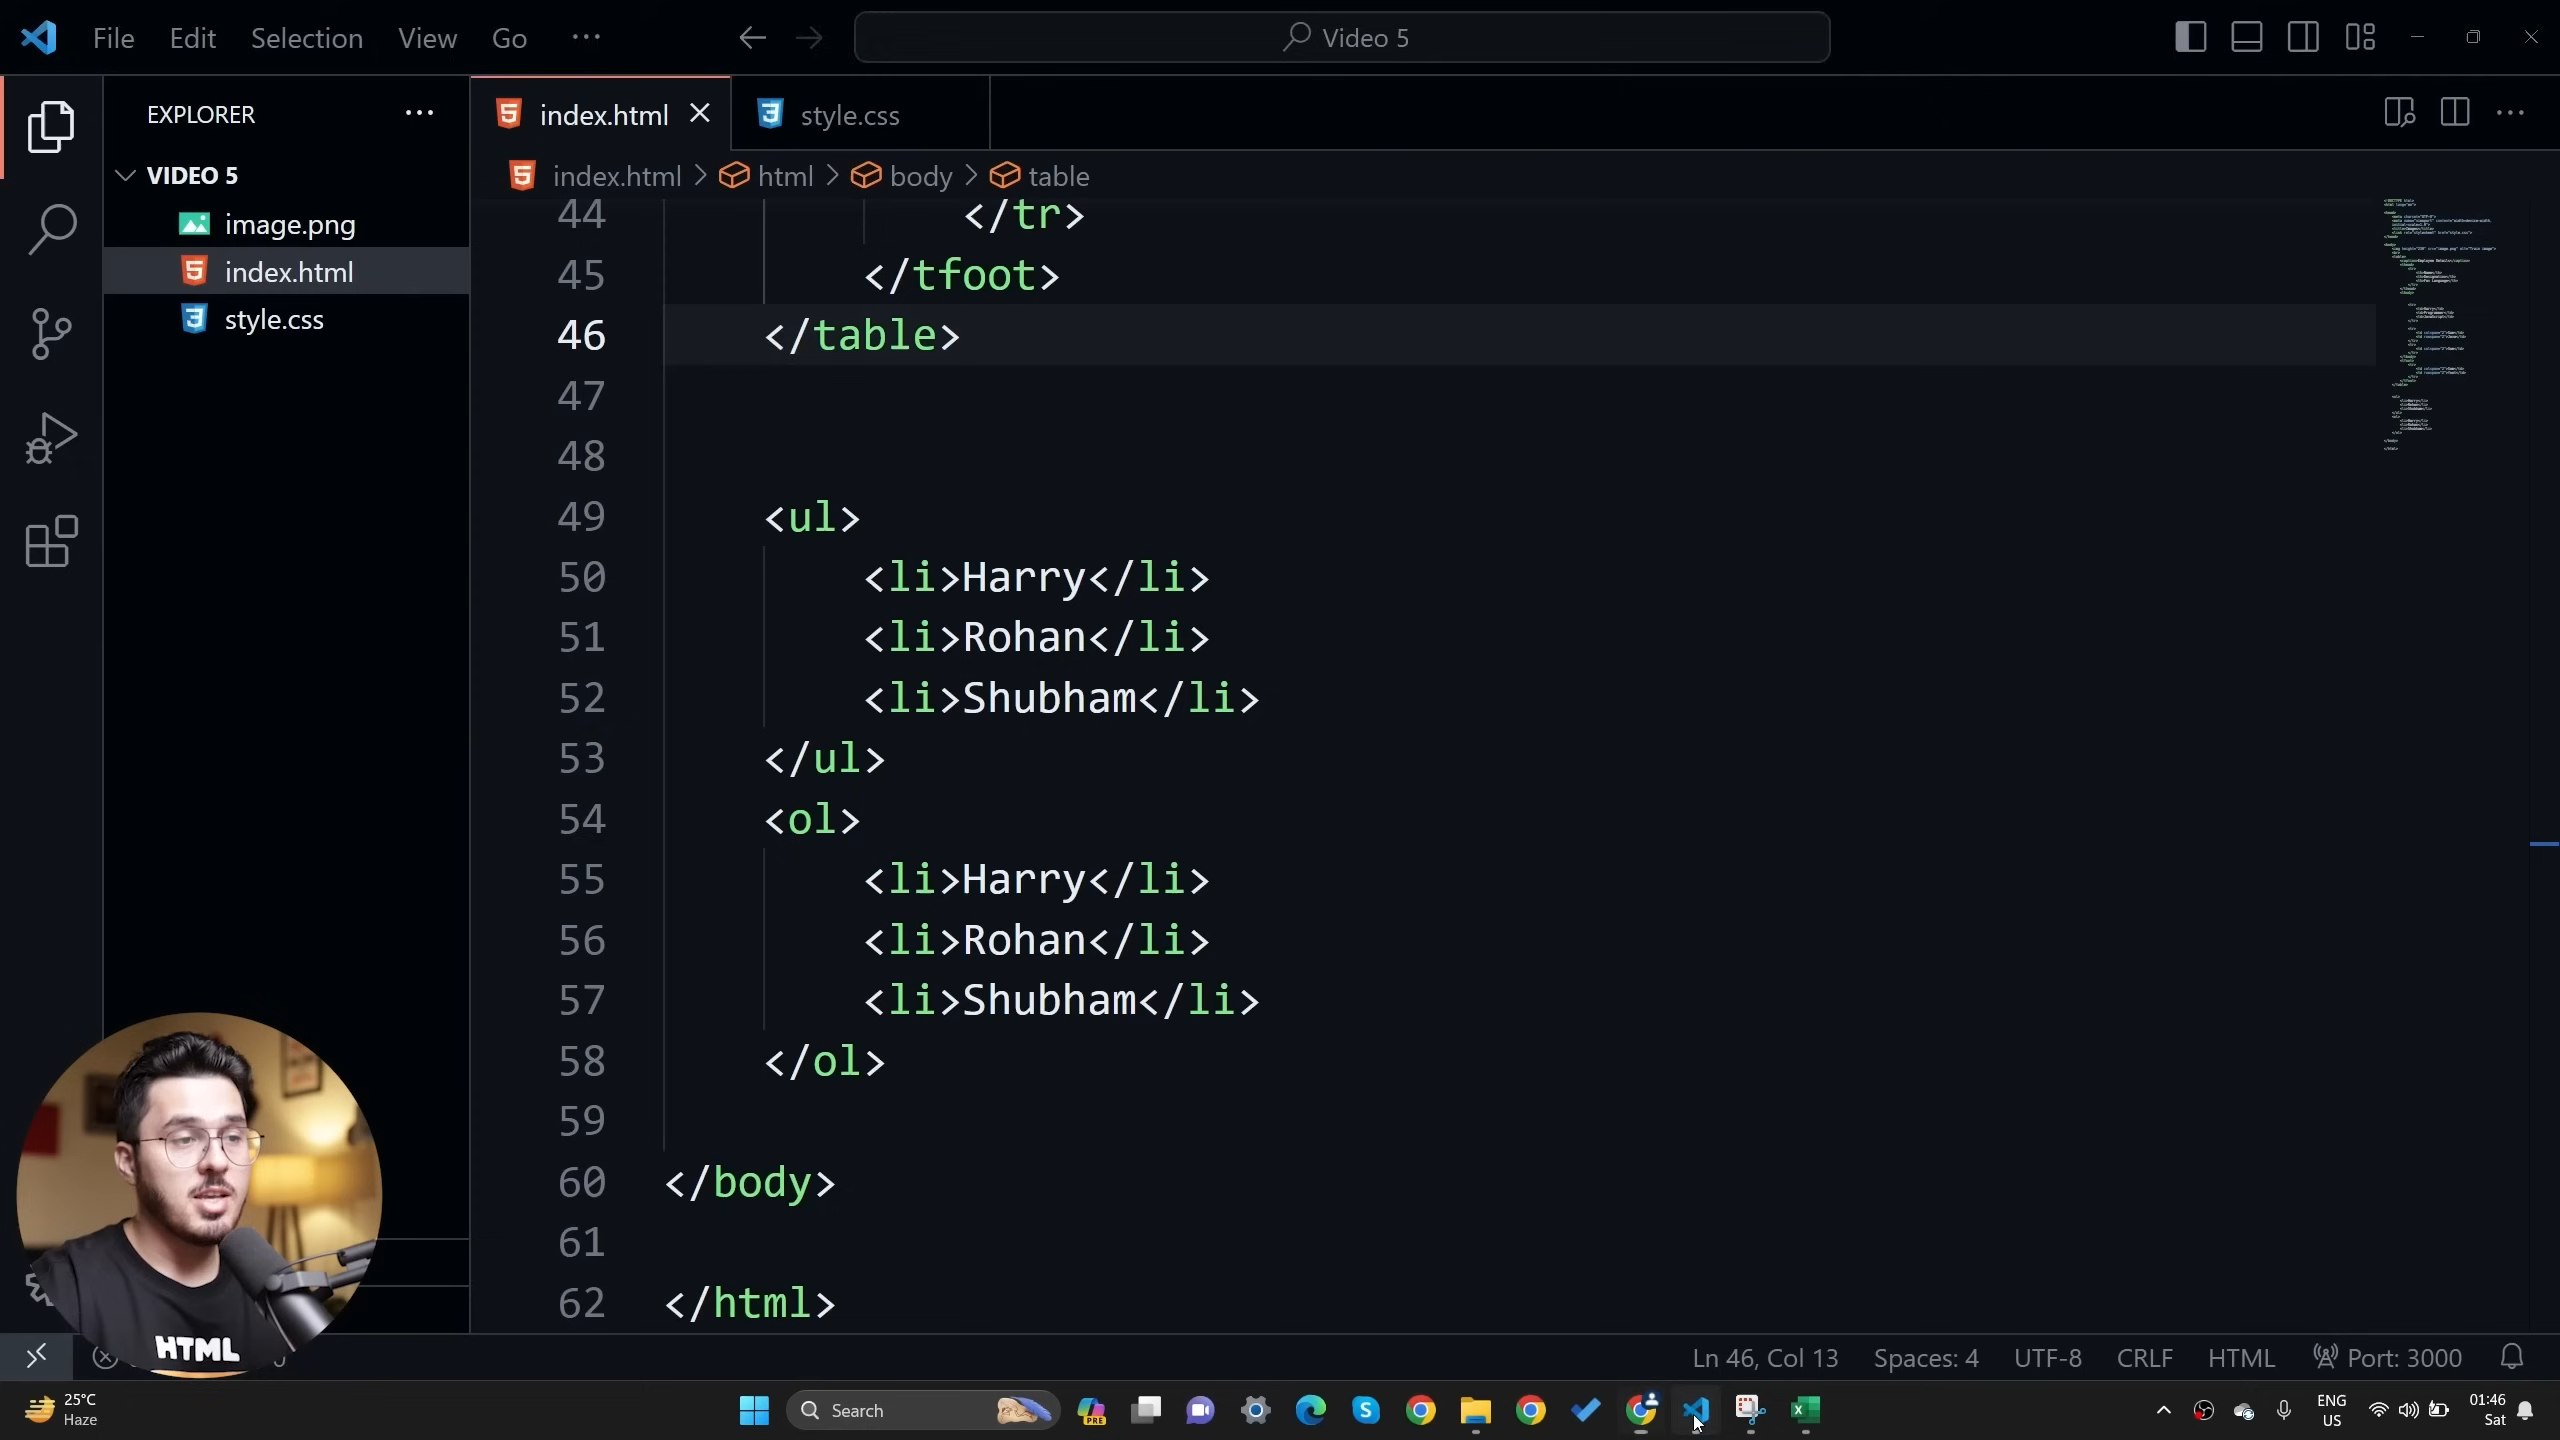 File Edit Selection View Go ··· Video 5
EXPLORER ···
VIDEO 5
image.png
index.html
style.css
index.html style.css
index.html > html > body > table
44 </tr>
45 </tfoot>
46 </table>
47
48
49 <ul>
50 <li>Harry</li>
51 <li>Rohan</li>
52 <li>Shubham</li>
53 </ul>
54 <ol>
55 <li>Harry</li>
56 <li>Rohan</li>
57 <li>Shubham</li>
58 </ol>
59
60 </body>
61
62 </html>
HTML
Ln 46, Col 13 Spaces: 4 UTF-8 CRLF HTML Port: 3000
25°C
Haze
Search
PRE
ENG
US
01:46
Sat